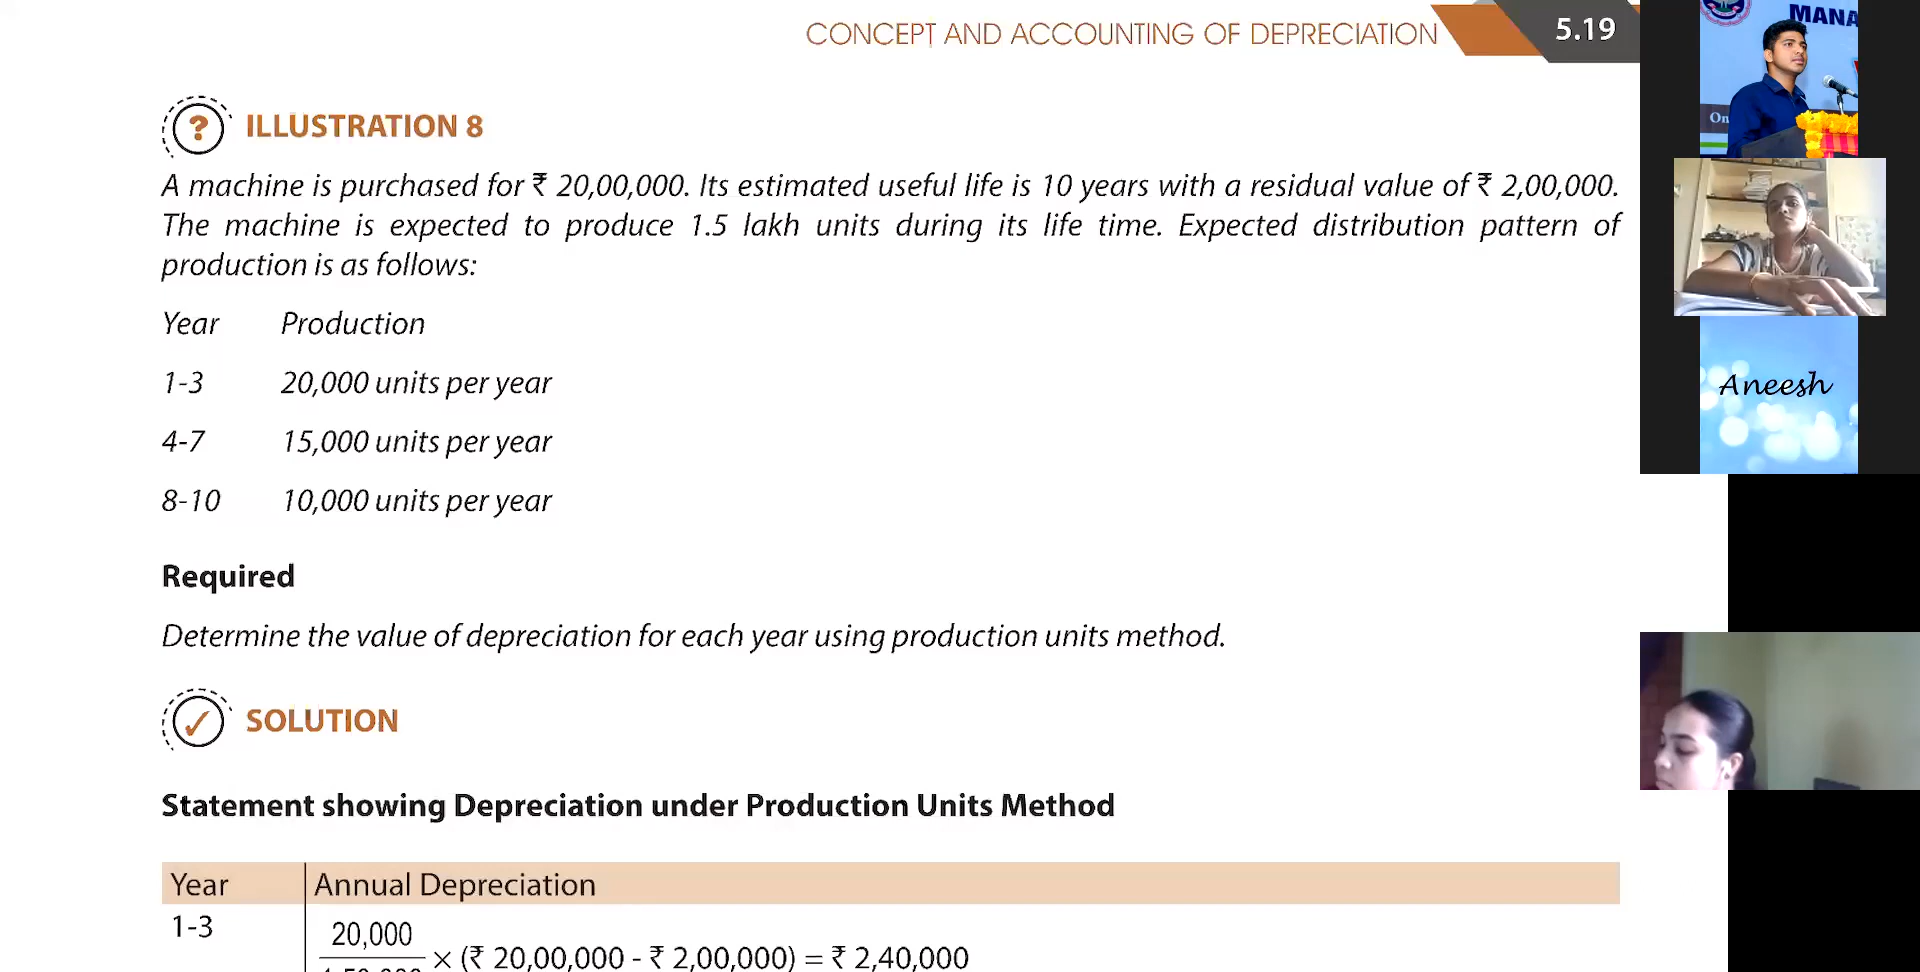 CONCEPT AND ACCOUNTING OF DEPRECIATION 5.19
? ILLUSTRATION 8
A machine is purchased for ₹ 20,00,000. Its estimated useful life is 10 years with a residual value of ₹ 2,00,000.
The machine is expected to produce 1.5 lakh units during its life time. Expected distribution pattern of
production is as follows:
Year Production
1-3 20,000 units per year
4-7 15,000 units per year
8-10 10,000 units per year
Required
Determine the value of depreciation for each year using production units method.
SOLUTION
Statement showing Depreciation under Production Units Method
Year Annual Depreciation
1-3
20,000
× (₹ 20,00,000 - ₹ 2,00,000) = ₹ 2,40,000
MANA
On
Aneesh